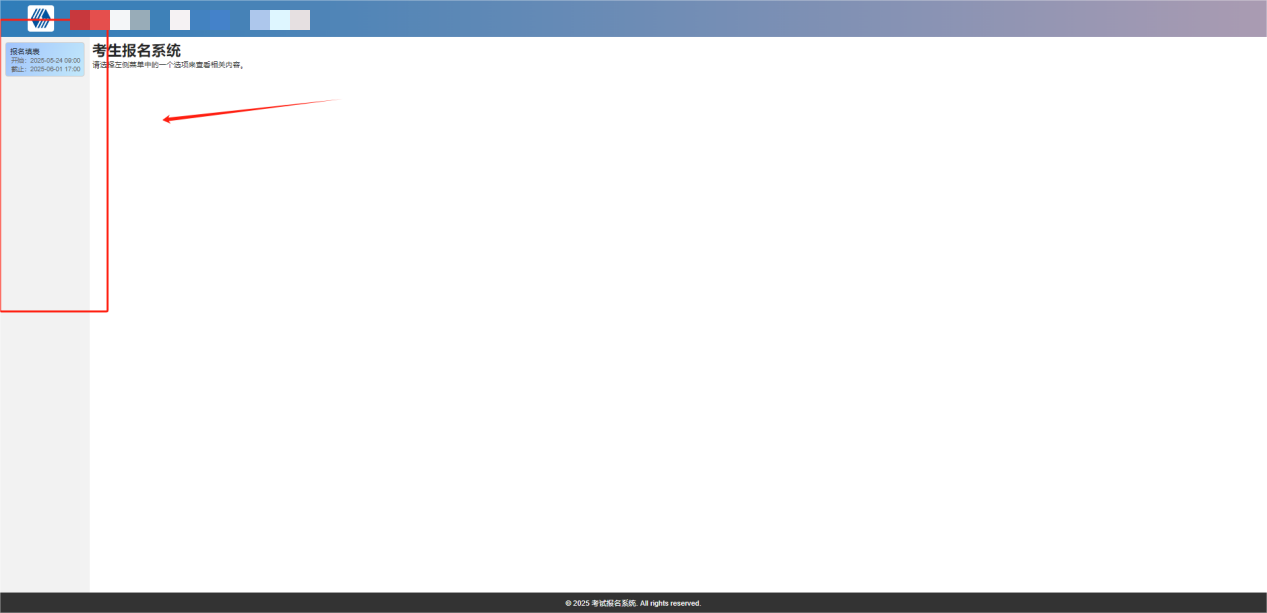 考生报名系统
报名填表
开始: 2025-05-24 09:00
截止: 2025-06-01 17:00
请选择左侧菜单中的一个选项来查看相关内容。
© 2025 考试报名系统. All rights reserved.